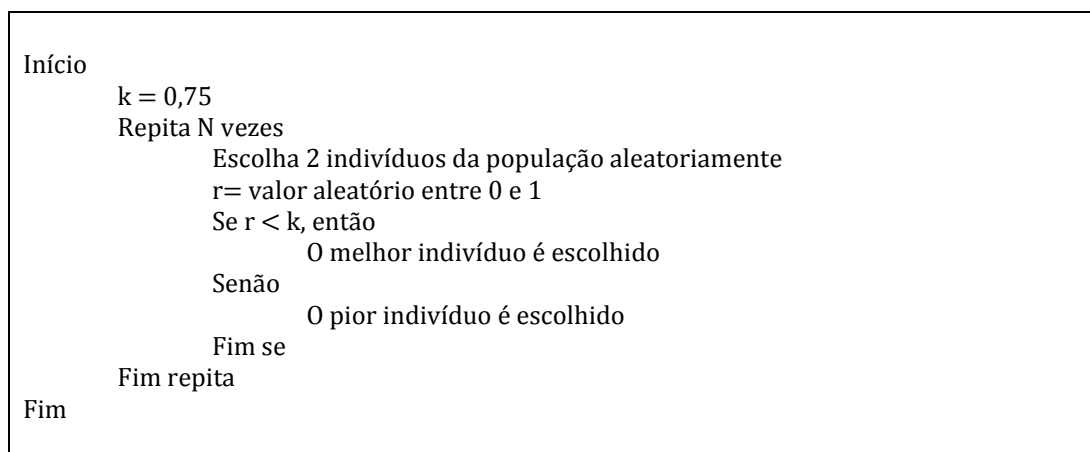 Início
k = 0,75
Repita N vezes
Escolha 2 indivíduos da população aleatoriamente
r= valor aleatório entre 0 e 1
Se r < k, então
O melhor indivíduo é escolhido
Senão
O pior indivíduo é escolhido
Fim se
Fim repita
Fim